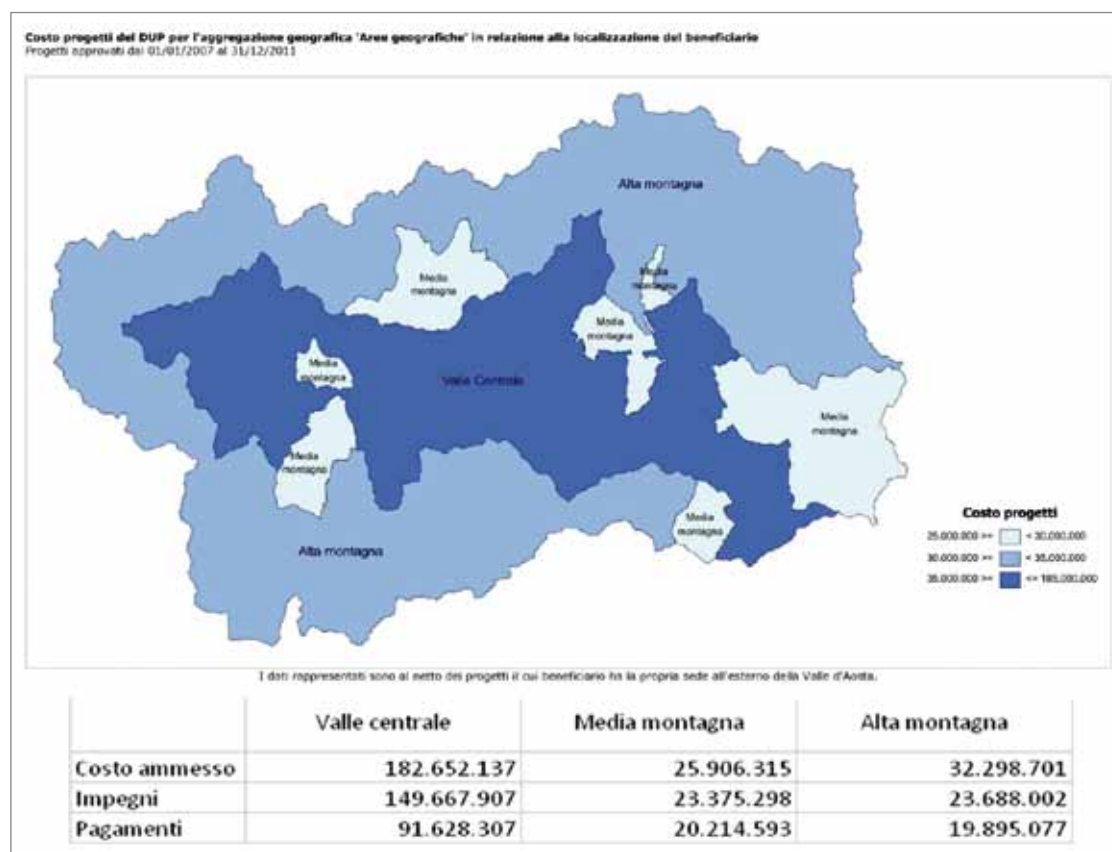 Costo progetti del DUP per l'aggregazione geografica 'Aree geografiche' in relazione alla localizzazione del beneficiario
Progetti approvati dal 01/01/2007 al 31/12/2011
Alta montagna
Media
montagna
Media
montagna
Media
montagna
Media
montagna
Valle Centrale
Media
montagna
Media
montagna
Media
montagna
Alta montagna
Costo progetti
25.000.000 >= < 30.000.000
30.000.000 >= < 35.000.000
35.000.000 >= <= 185.000.000
I dati rappresentati sono al netto dei progetti il cui beneficiario ha la propria sede all'esterno della Valle d'Aosta.
Valle centrale Media montagna Alta montagna
Costo ammesso 182.652.137 25.906.315 32.298.701
Impegni 149.667.907 23.375.298 23.688.002
Pagamenti 91.628.307 20.214.593 19.895.077